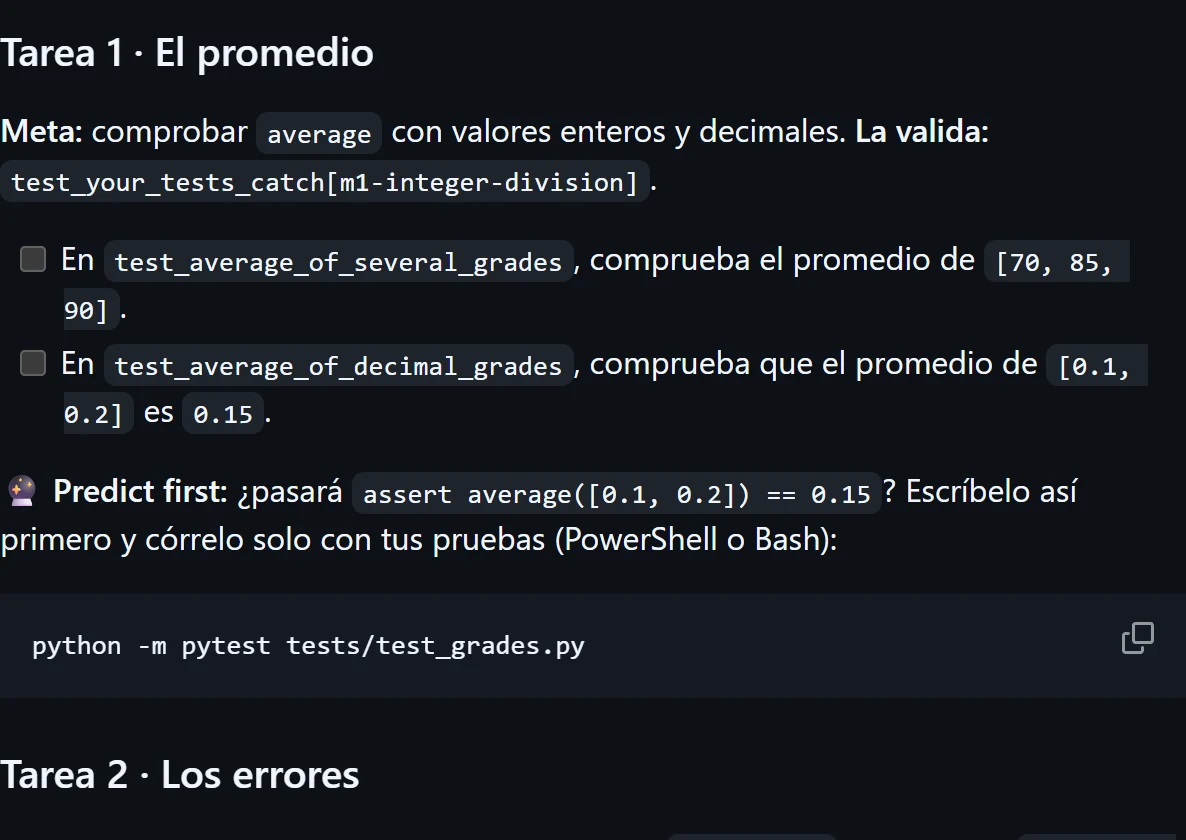 Tarea 1 · El promedio
Meta: comprobar average con valores enteros y decimales. La valida:
test_your_tests_catch[m1-integer-division].
En test_average_of_several_grades, comprueba el promedio de [70, 85,
90].
En test_average_of_decimal_grades, comprueba que el promedio de [0.1,
0.2] es 0.15.
Predict first: ¿pasará assert average([0.1, 0.2]) == 0.15? Escríbelo así
primero y córrelo solo con tus pruebas (PowerShell o Bash):
python -m pytest tests/test_grades.py
Tarea 2 · Los errores